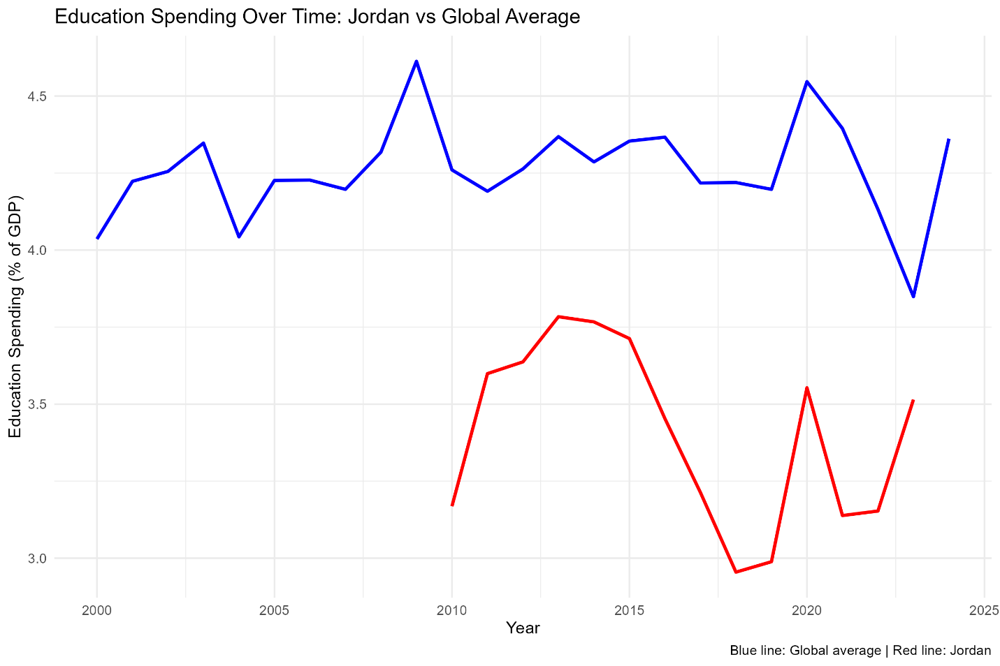 Education Spending Over Time: Jordan vs Global Average
Education Spending (% of GDP)
4.5
4.0
3.5
3.0
2000 2005 2010 2015 2020 2025
Year
Blue line: Global average | Red line: Jordan